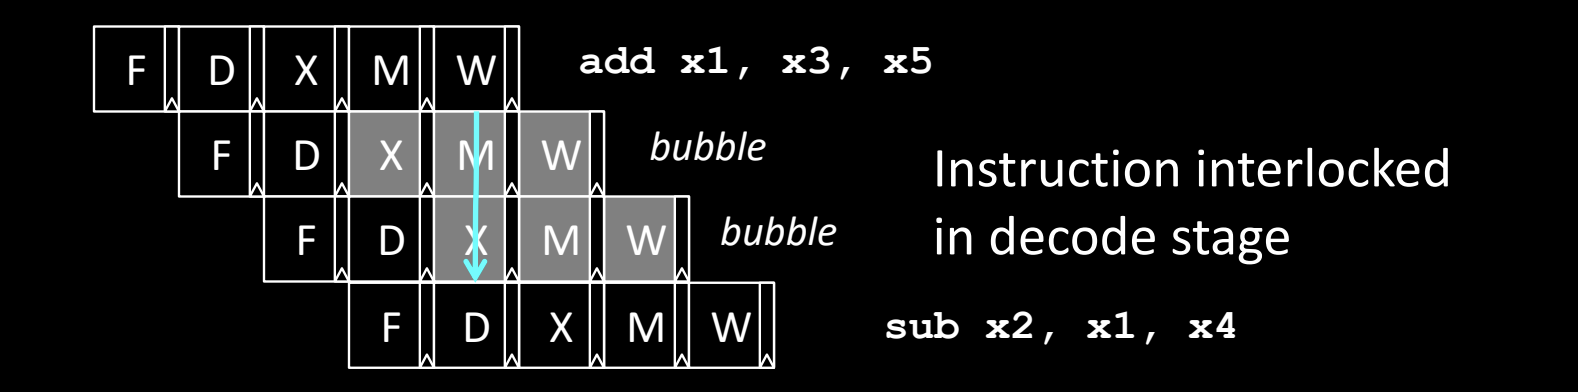 F D X M W add x1, x3, x5
F D X M W bubble
F D X M W bubble
Instruction interlocked
in decode stage
F D X M W sub x2, x1, x4